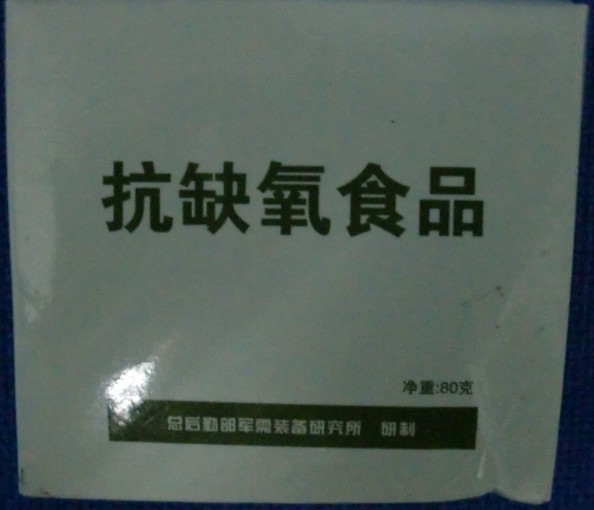 抗缺氧食品
净重:80克
总后勤部军需装备研究所 研制